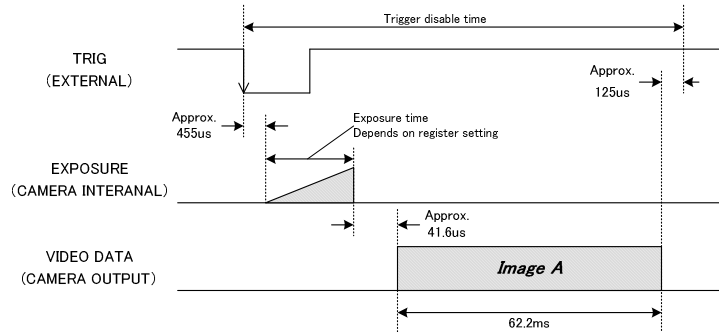 Trigger disable time
TRIG
(EXTERNAL)
Approx.
125us
Approx.
455us
Exposure time
Depends on register setting
EXPOSURE
(CAMERA INTERANAL)
Approx.
41.6us
VIDEO DATA
(CAMERA OUTPUT)
Image A
62.2ms